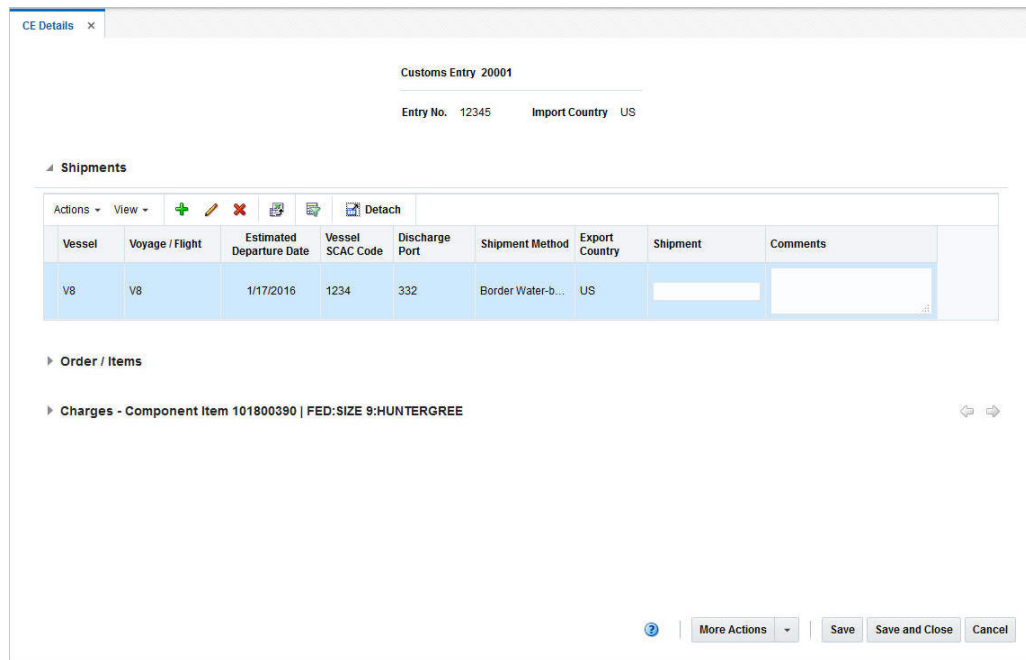 CE Details
Customs Entry 20001
Entry No. 12345 Import Country US
Shipments
Actions View Detach
Vessel Voyage / Flight Estimated Departure Date Vessel SCAC Code Discharge Port Shipment Method Export Country Shipment Comments
V8 V8 1/17/2016 1234 332 Border Water-b... US
Order / Items
Charges - Component Item 101800390 | FED:SIZE 9:HUNTERGREE
? More Actions Save Save and Close Cancel